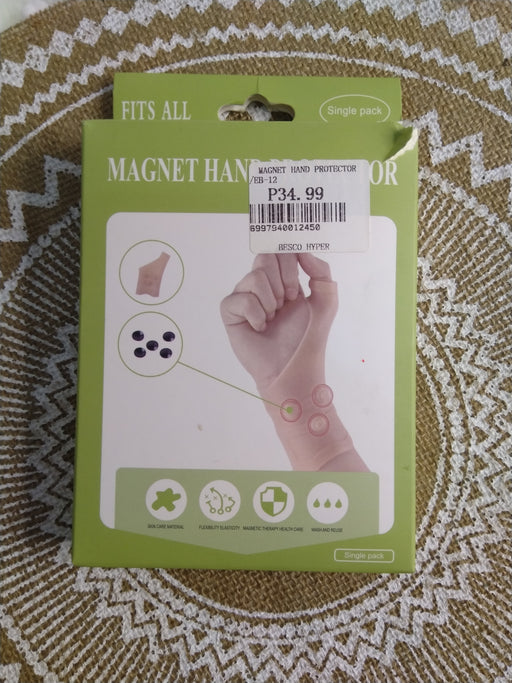 FITS ALL
Single pack
MAGNET HAND PROTECTOR
MAGNET HAND PROTECTOR
/EB-12
P34.99
6997940012450
BESCO HYPER
SKIN CARE MATERIAL
FLEXIBILITY ELASTICITY
MAGNETIC THERAPY HEALTH CARE
WASH AND REUSE
Single pack